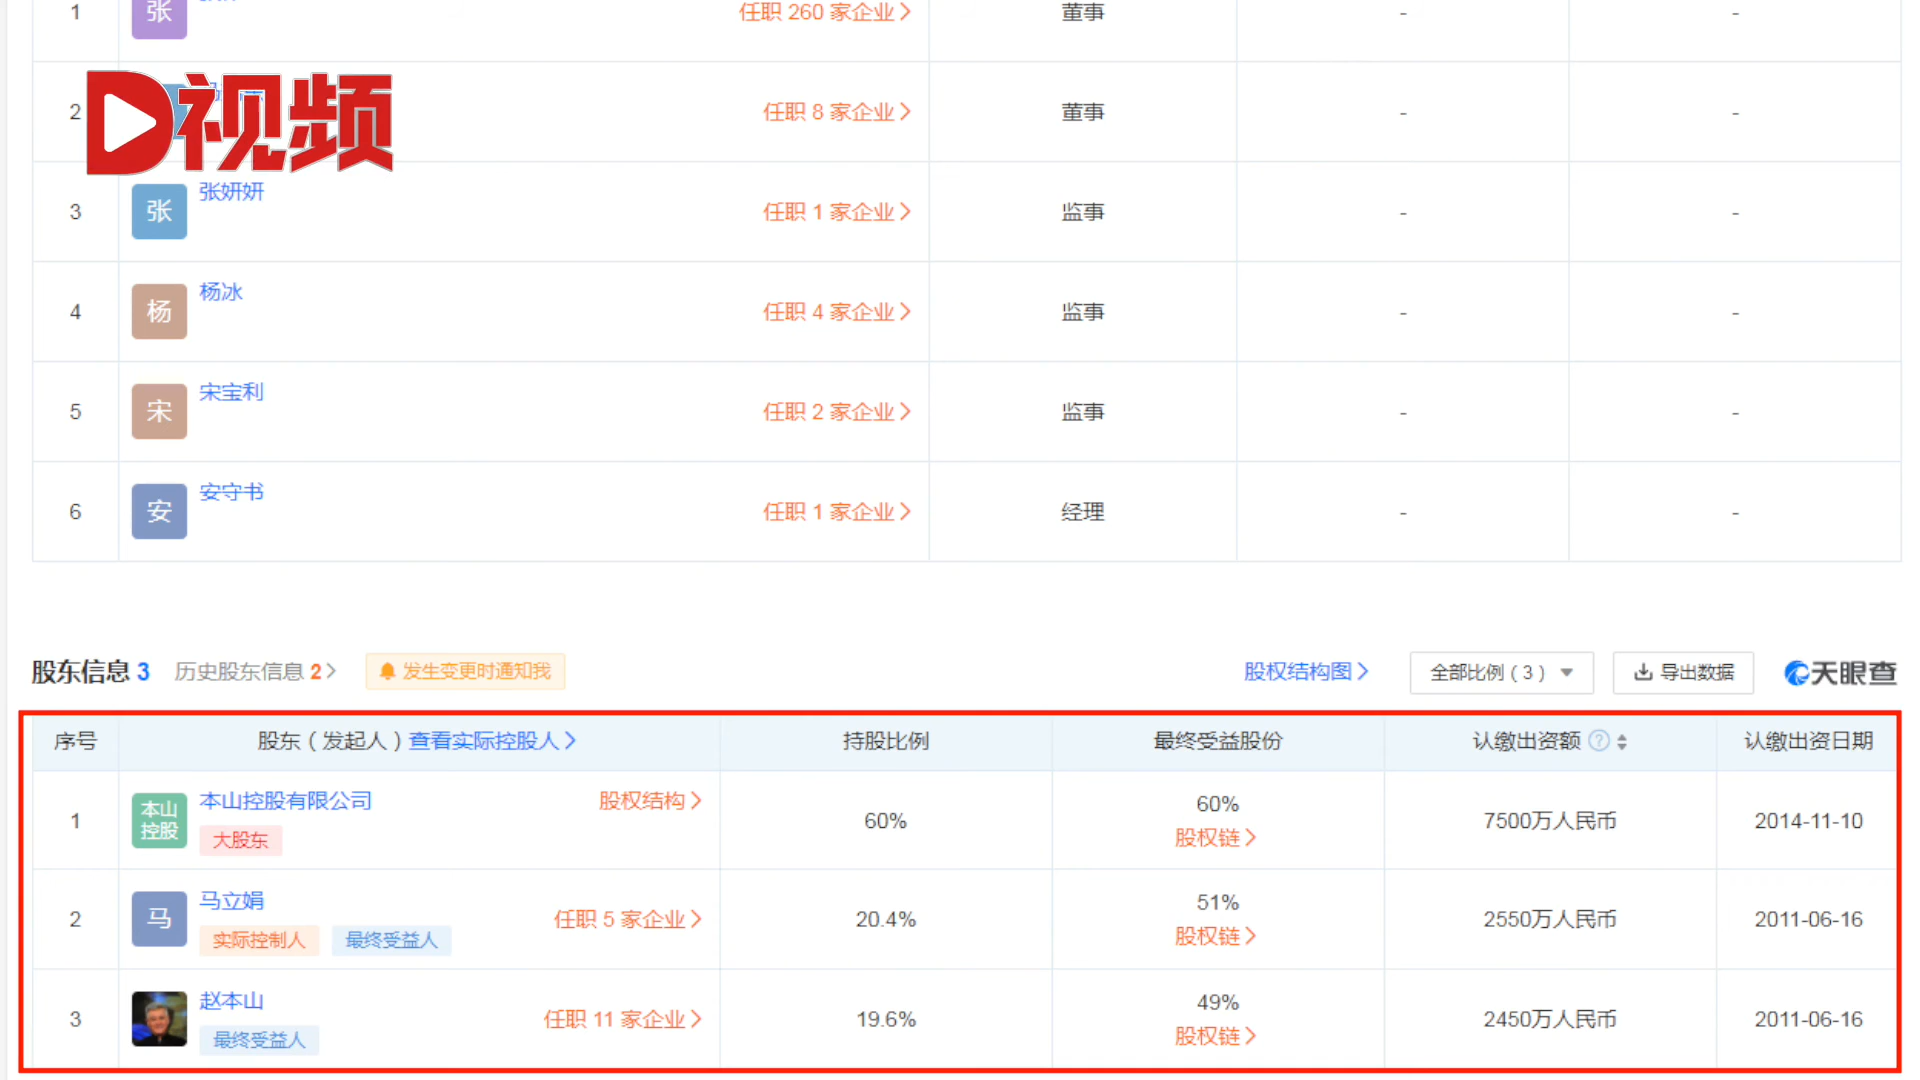 1
张
任职 260 家企业
董事
-
-
D视频
2
任职 8 家企业
董事
-
-
3
张
张妍妍
任职 1 家企业
监事
-
-
4
杨
杨冰
任职 4 家企业
监事
-
-
5
宋
宋宝利
任职 2 家企业
监事
-
-
6
安
安守书
任职 1 家企业
经理
-
-
股东信息 3
历史股东信息 2
发生变更时通知我
股权结构图
全部比例 ( 3 )
导出数据
天眼查
序号
股东 ( 发起人 ) 查看实际控股人
持股比例
最终受益股份
认缴出资额 ?
认缴出资日期
1
本山
控股
本山控股有限公司
大股东
股权结构
60%
60%
股权链
7500万人民币
2014-11-10
2
马
马立娟
实际控制人
最终受益人
任职 5 家企业
20.4%
51%
股权链
2550万人民币
2011-06-16
3
赵本山
最终受益人
任职 11 家企业
19.6%
49%
股权链
2450万人民币
2011-06-16